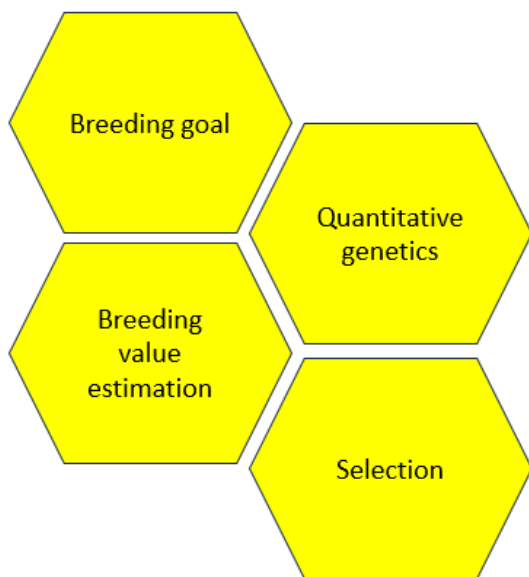 Breeding goal
Quantitative
genetics
Breeding
value
estimation
Selection